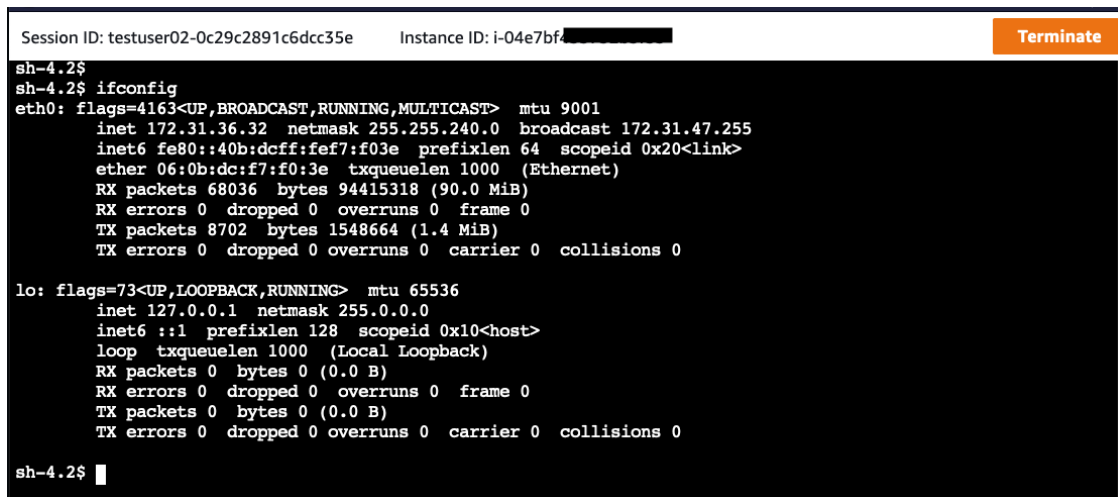 Session ID: testuser02-0c29c2891c6dcc35e Instance ID: i-04e7bf4 Terminate
sh-4.2$
sh-4.2$ ifconfig
eth0: flags=4163<UP,BROADCAST,RUNNING,MULTICAST>  mtu 9001
        inet 172.31.36.32  netmask 255.255.240.0  broadcast 172.31.47.255
        inet6 fe80::40b:dcff:fef7:f03e  prefixlen 64  scopeid 0x20<link>
        ether 06:0b:dc:f7:f0:3e  txqueuelen 1000  (Ethernet)
        RX packets 68036  bytes 94415318 (90.0 MiB)
        RX errors 0  dropped 0  overruns 0  frame 0
        TX packets 8702  bytes 1548664 (1.4 MiB)
        TX errors 0  dropped 0 overruns 0  carrier 0  collisions 0

lo: flags=73<UP,LOOPBACK,RUNNING>  mtu 65536
        inet 127.0.0.1  netmask 255.0.0.0
        inet6 ::1  prefixlen 128  scopeid 0x10<host>
        loop  txqueuelen 1000  (Local Loopback)
        RX packets 0  bytes 0 (0.0 B)
        RX errors 0  dropped 0  overruns 0  frame 0
        TX packets 0  bytes 0 (0.0 B)
        TX errors 0  dropped 0 overruns 0  carrier 0  collisions 0

sh-4.2$